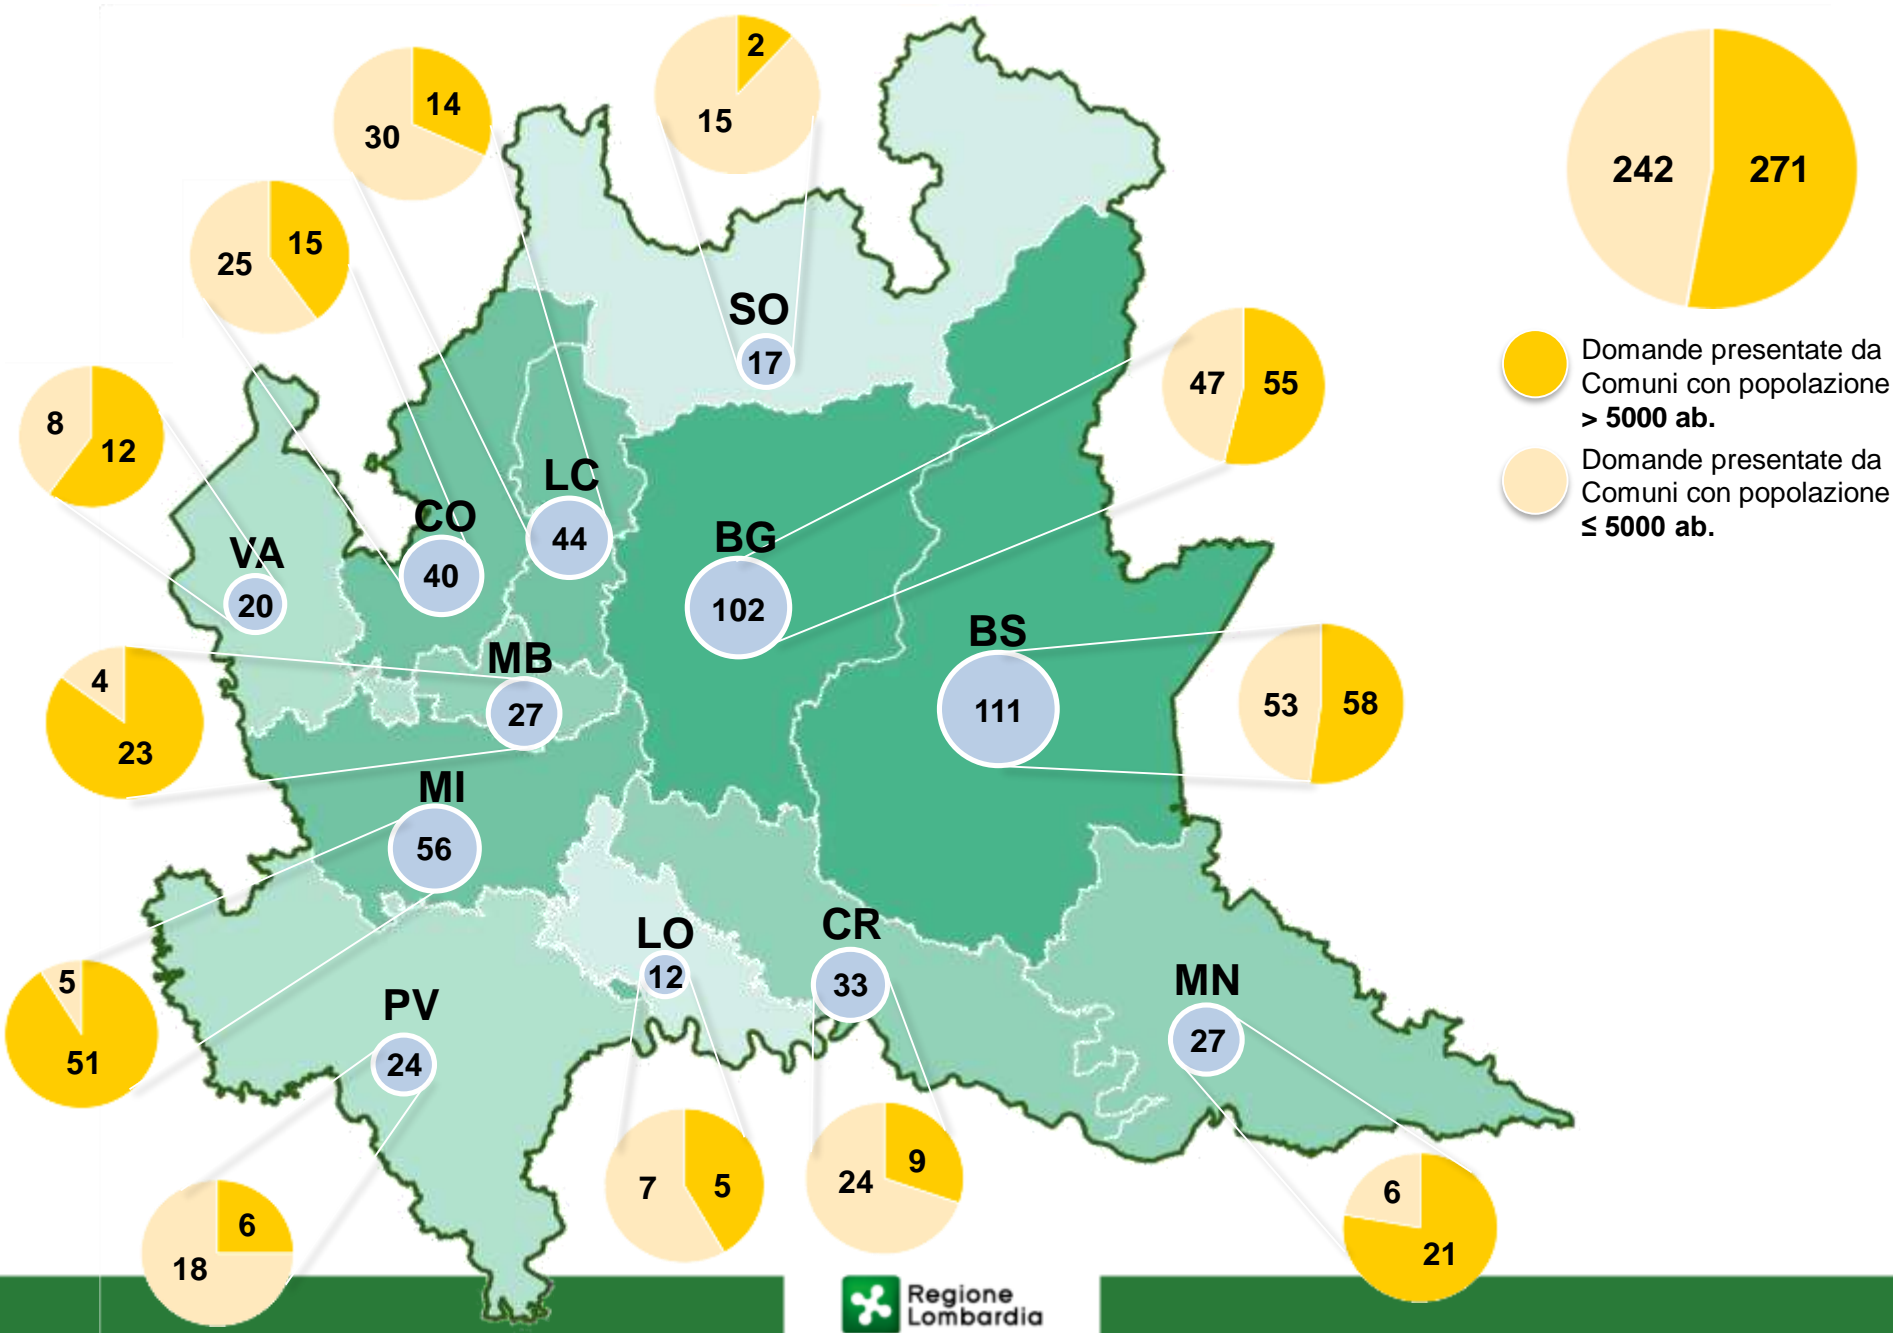 2
15
14
30
15
25
242
271
Domande presentate da
Comuni con popolazione
> 5000 ab.
Domande presentate da
Comuni con popolazione
≤ 5000 ab.
SO
17
47
55
8
12
LC
44
CO
40
BG
102
VA
20
BS
111
53
58
MB
27
4
23
MI
56
5
51
LO
12
CR
33
MN
27
PV
24
6
18
7
5
24
9
6
21
Regione
Lombardia